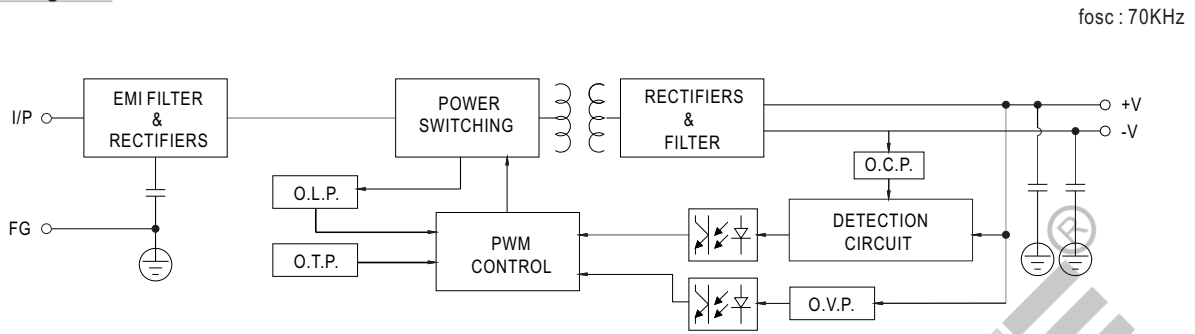 fosc : 70KHz
I/P
EMI FILTER
&
RECTIFIERS
POWER
SWITCHING
RECTIFIERS
&
FILTER
+V
-V
O.C.P.
O.L.P.
FG
O.T.P.
PWM
CONTROL
DETECTION
CIRCUIT
O.V.P.
®